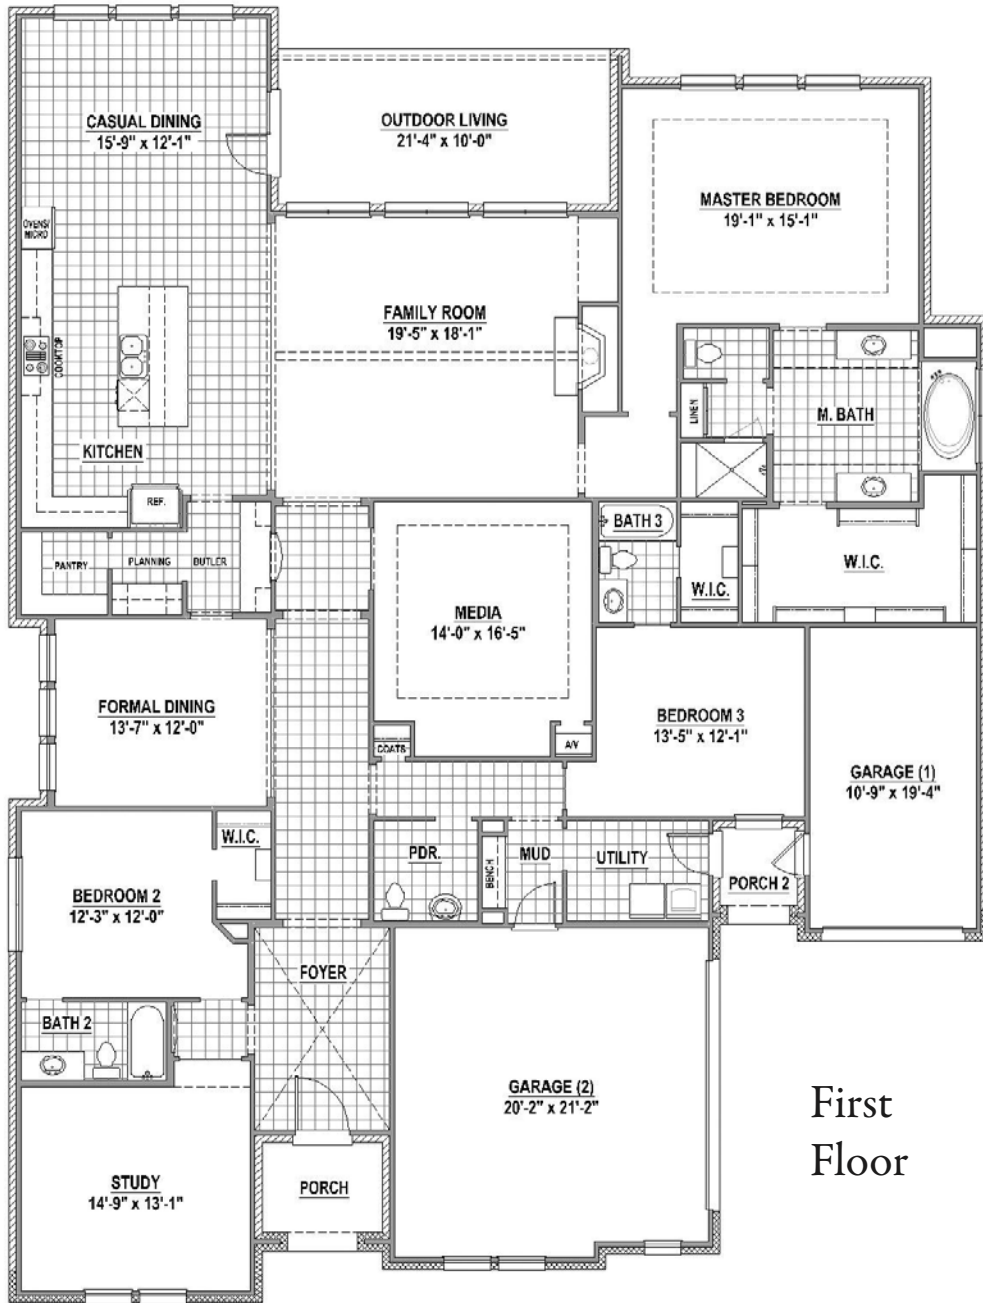 CASUAL DINING
15'-9" x 12'-1"
OUTDOOR LIVING
21'-4" x 10'-0"
MASTER BEDROOM
19'-1" x 15'-1"
OVENS/
MICRO
FAMILY ROOM
19'-5" x 18'-1"
COOKTOP
LINEN
M. BATH
KITCHEN
REF.
BATH 3
PANTRY
PLANNING
BUTLER
W.I.C.
W.I.C.
MEDIA
14'-0" x 16'-5"
FORMAL DINING
13'-7" x 12'-0"
BEDROOM 3
13'-5" x 12'-1"
COATS
A/V
GARAGE (1)
10'-9" x 19'-4"
W.I.C.
PDR.
BENCH
MUD
UTILITY
PORCH 2
BEDROOM 2
12'-3" x 12'-0"
FOYER
BATH 2
GARAGE (2)
20'-2" x 21'-2"
First
Floor
STUDY
14'-9" x 13'-1"
PORCH